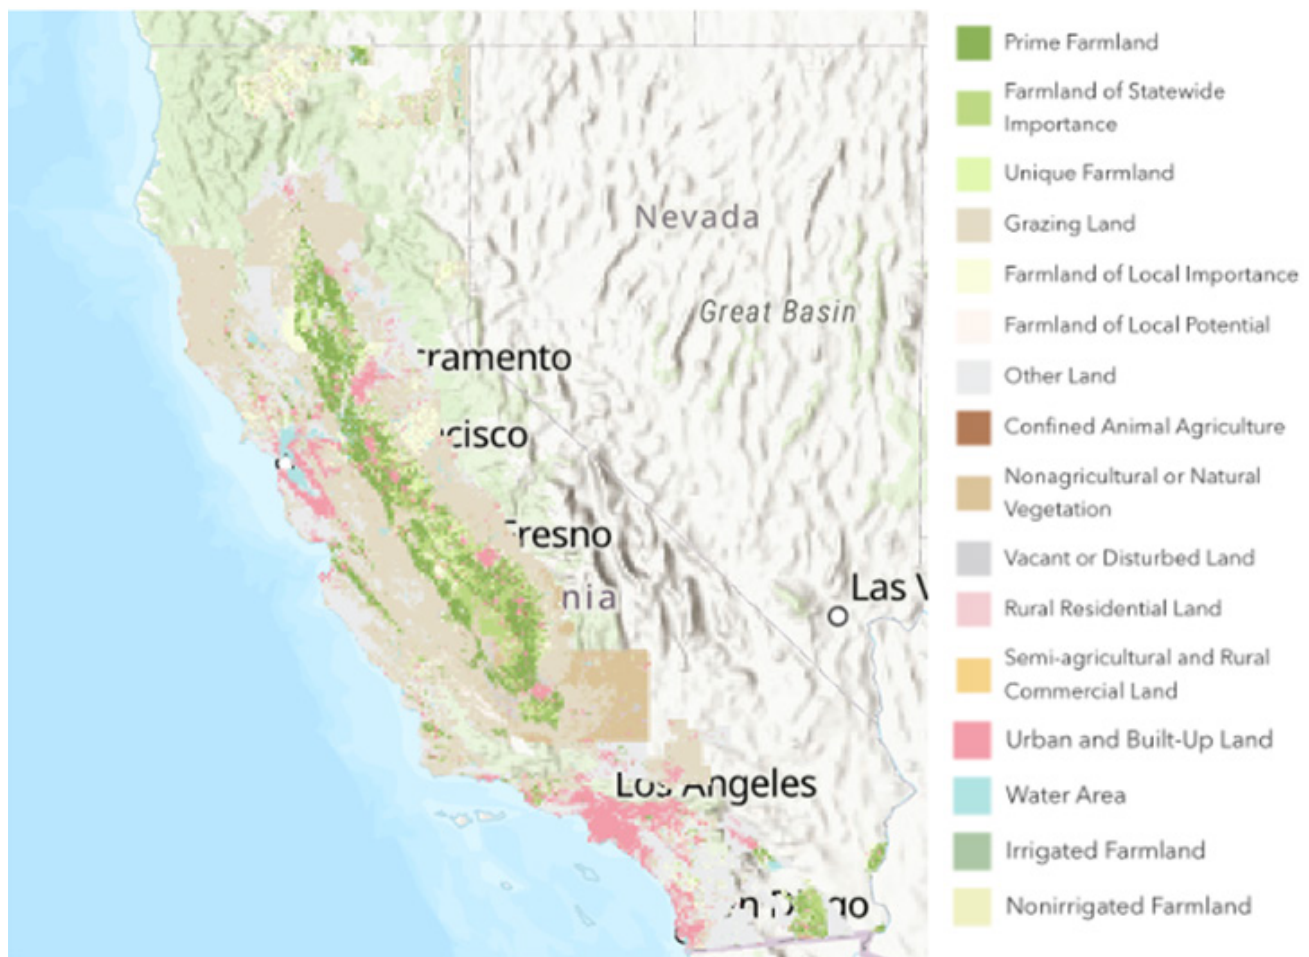 Nevada
Great Basin
cramento
cisco
Fresno
nia
Las V
Los Angeles
n Diego
Prime Farmland
Farmland of Statewide
Importance
Unique Farmland
Grazing Land
Farmland of Local Importance
Farmland of Local Potential
Other Land
Confined Animal Agriculture
Nonagricultural or Natural
Vegetation
Vacant or Disturbed Land
Rural Residential Land
Semi-agricultural and Rural
Commercial Land
Urban and Built-Up Land
Water Area
Irrigated Farmland
Nonirrigated Farmland